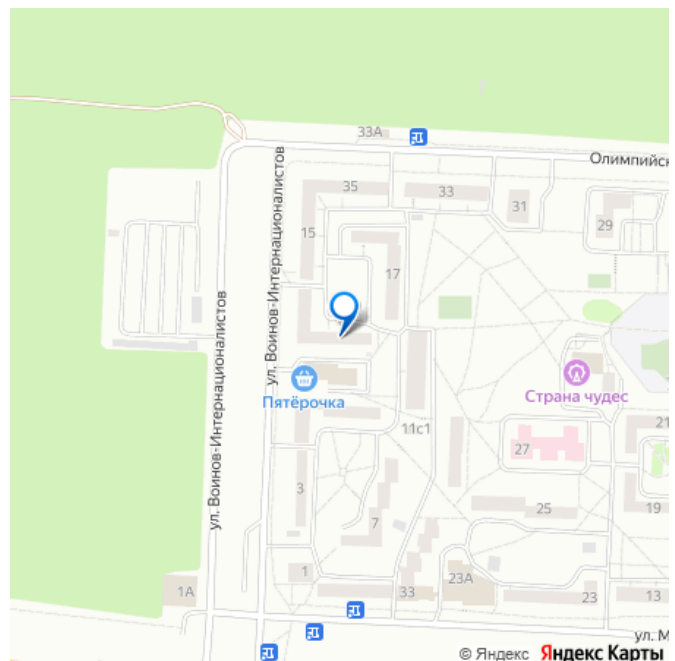 33А
Олимпийск
35
33
31
29
15
17
ул. Воинов-Интернационалистов
ул. Воинов-Интернационалистов
Пятёрочка
Страна чудес
11с1
21
27
3
25
19
7
1
1А
33
23А
23
13
ул. М
© Яндекс Яндекс Карты